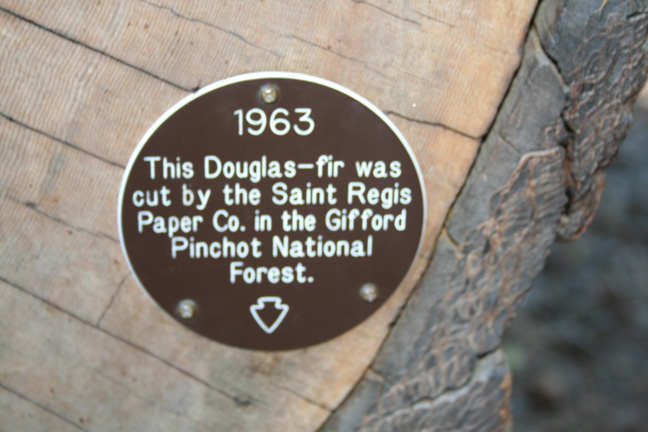 1963
This Douglas-fir was
cut by the Saint Regis
Paper Co. in the Gifford
Pinchot National
Forest.